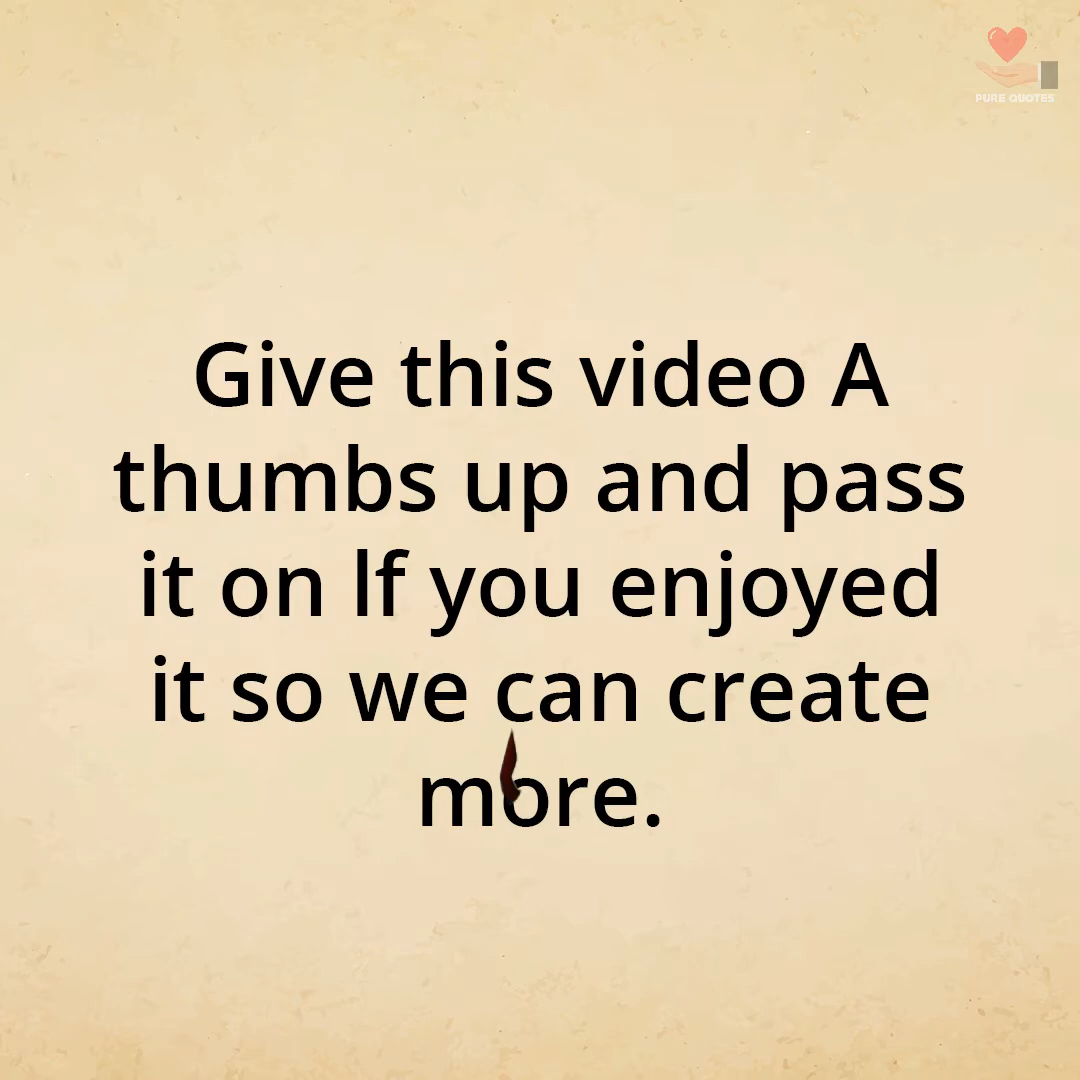 PURE QUOTES
Give this video A
thumbs up and pass
it on If you enjoyed
it so we can create
more.